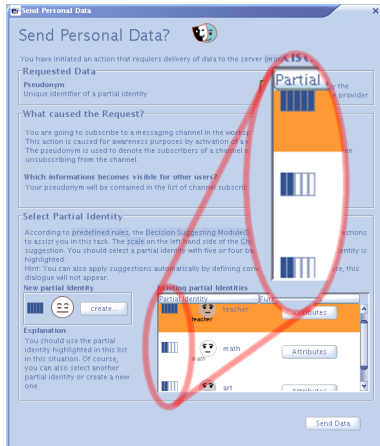 Send Personal Data
Send Personal Data?
You have initiated an action that requiers delivery of data to the server
Requested Data
Partial
Pseudonym
Unique identifier of a partial identity
the
provider
What caused the Request?
You are going to subscribe to a messaging channel in the
This action is caused for awareness purposes by activation of a
The pseudonym is used to denote the subscribers of a channel
unsubscribing from the channel.
Which informations becomes visible for other users?
Your pseudonym will be contained in the list of channel
Select Partial Identity
According to predefined rules, the Decision Suggesting
to assist you in this task. The scale on the left hand side of the
suggestion. You should select a partial identity with five or four identity is
highlighted.
Hint: You can also apply suggestions automatically by defining this
dialogue will not appear.
New partial Identity
create...
Existing partial Identities
Partial Identity
teacher
teacher
Attributes
Explanation
You should use the partial
identity highlighted in this list
in this situation. Of course,
you can also select another
partial identity or create a new
one
math
Attributes
art
Attributes
Send Data